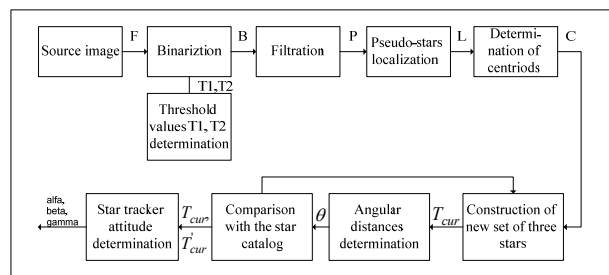 Source image
F
Binariztion
B
Filtration
P
Pseudo-stars
localization
L
Determi-
nation of
centriods
C
T1,T2
Threshold
values T1, T2
determination
alfa,
beta,
gamma
Star tracker
attitude
determination
T_cur,
T'_cur
Comparison
with the star
catalog
θ
Angular
distances
determination
T_cur
Construction of
new set of three
stars